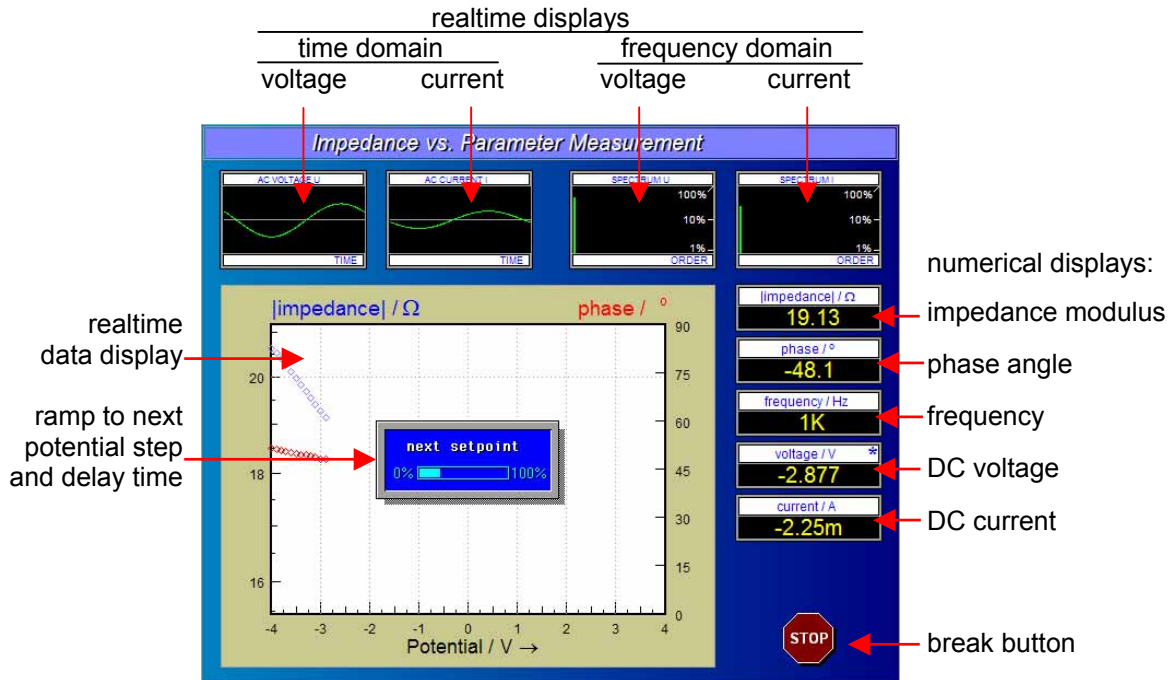 realtime displays
time domain
frequency domain
voltage
current
voltage
current
Impedance vs. Parameter Measurement
AC VOLTAGE U
TIME
AC CURRENT I
TIME
SPECTRUM U
100%
10%
1%
ORDER
SPECTRUM I
100%
10%
1%
ORDER
numerical displays:
|impedance| / Ω
19.13
impedance modulus
phase / °
-48.1
phase angle
frequency / Hz
1K
frequency
voltage / V *
-2.877
DC voltage
current / A
-2.25m
DC current
STOP
break button
realtime
data display
ramp to next
potential step
and delay time
|impedance| / Ω
phase / °
20
18
16
90
75
60
45
30
15
0
next setpoint
0% 100%
-4 -3 -2 -1 0 1 2 3 4
Potential / V →